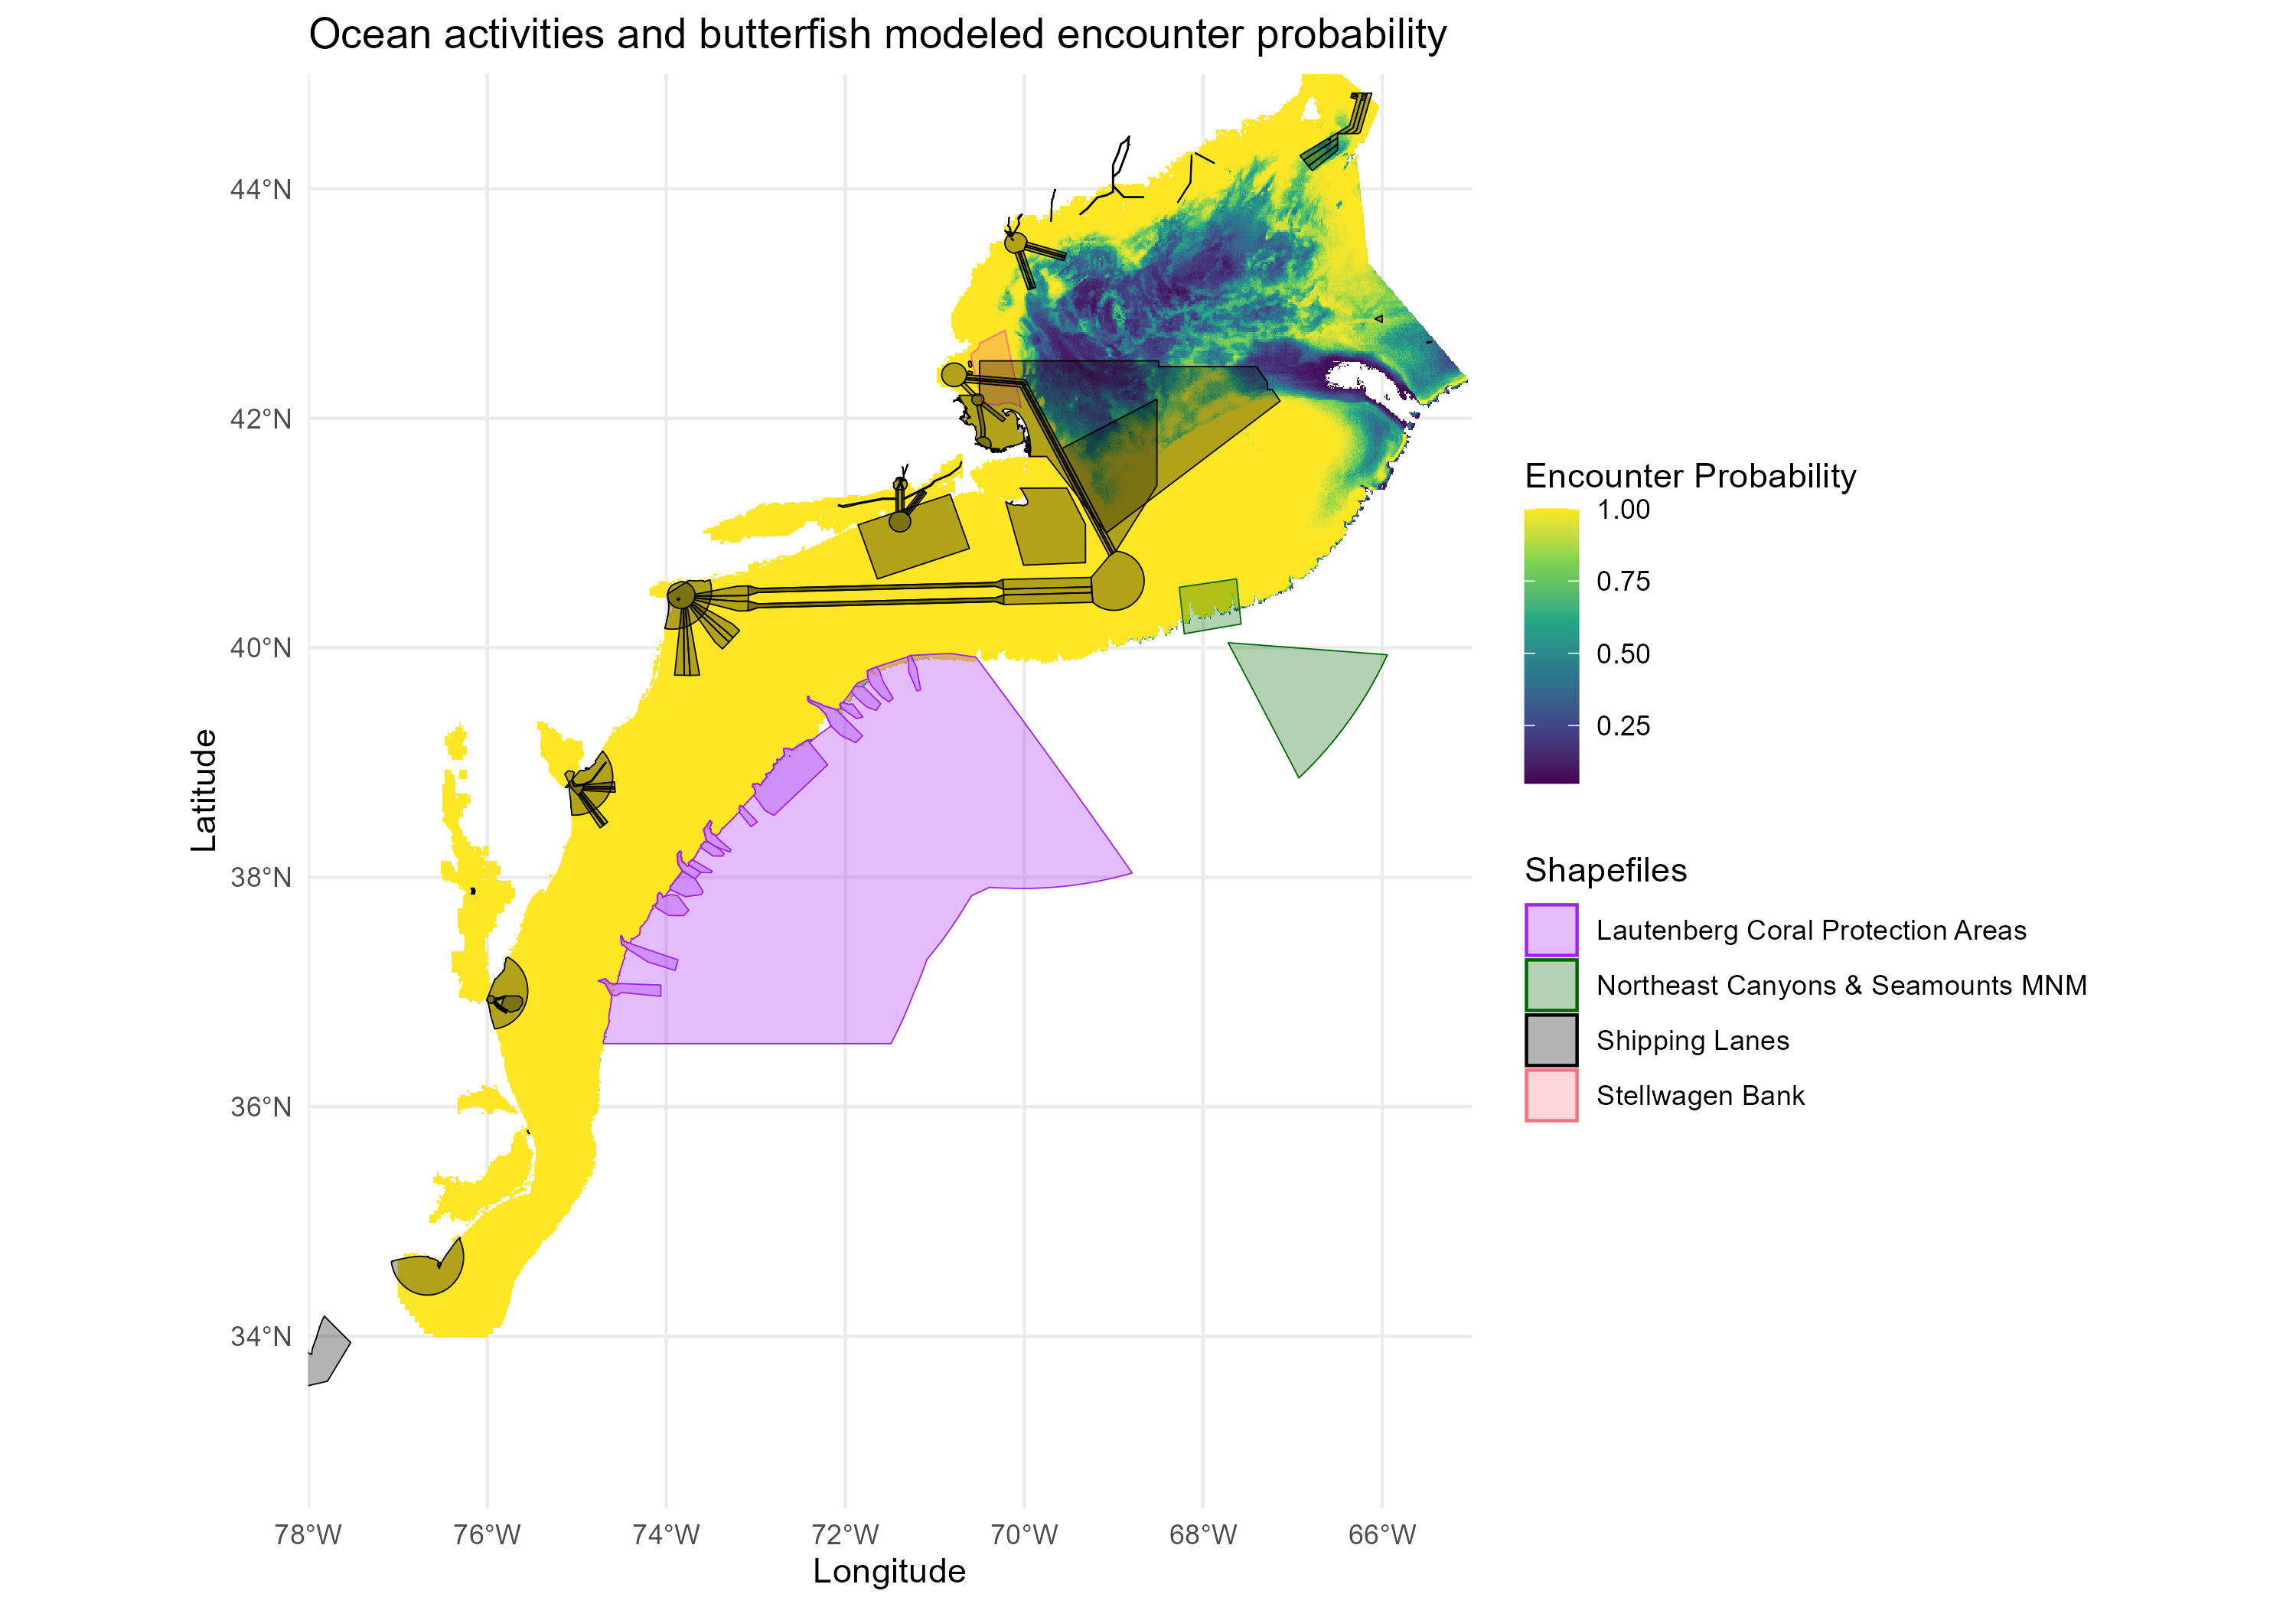 Ocean activities and butterfish modeled encounter probability
44°N
42°N
40°N
38°N
36°N
34°N
Latitude
78°W
76°W
74°W
72°W
70°W
68°W
66°W
Longitude
Encounter Probability
1.00
0.75
0.50
0.25
Shapefiles
Lautenberg Coral Protection Areas
Northeast Canyons & Seamounts MNM
Shipping Lanes
Stellwagen Bank